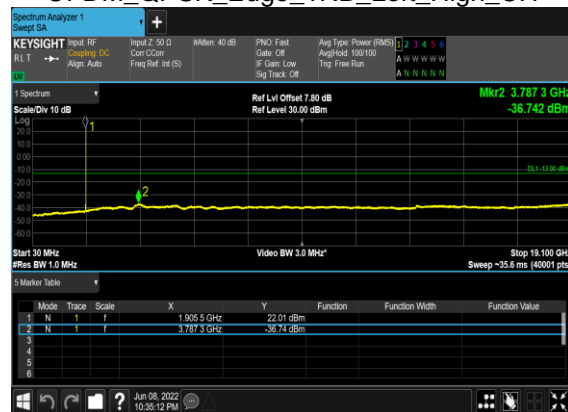 Spectrum Analyzer 1
Swept SA
KEYSIGHT Input: RF Input Z: 50 Ω #Atten: 40 dB PNO: Fast Avg Type: Power (RMS) 1 2 3 4 5 6
RLT Coupling: DC Corr CCorr Gate: Off Avg|Hold: 100/100 A W W W W W
Align: Auto Freq Ref: Int (S) IF Gain: Low Trig: Free Run
LU Sig Track: Off A N N N N N
1 Spectrum Ref Lvl Offset 7.80 dB Mkr2 3.787 3 GHz
Scale/Div 10 dB Ref Level 30.00 dBm -36.742 dBm
Log
20.0 1
10.0
0.00
-10.0 DL1 -13.00 dBm
-20.0
-30.0 2
-40.0
-50.0
-60.0
Start 30 MHz Video BW 3.0 MHz* Stop 19.100 GHz
#Res BW 1.0 MHz Sweep ~35.6 ms (40001 pts)
5 Marker Table
Mode Trace Scale X Y Function Function Width Function Value
1 N 1 f 1.905 5 GHz 22.01 dBm
2 N 1 f 3.787 3 GHz -36.74 dBm
3
4
5
6
? Jun 08, 2022
10:35:12 PM